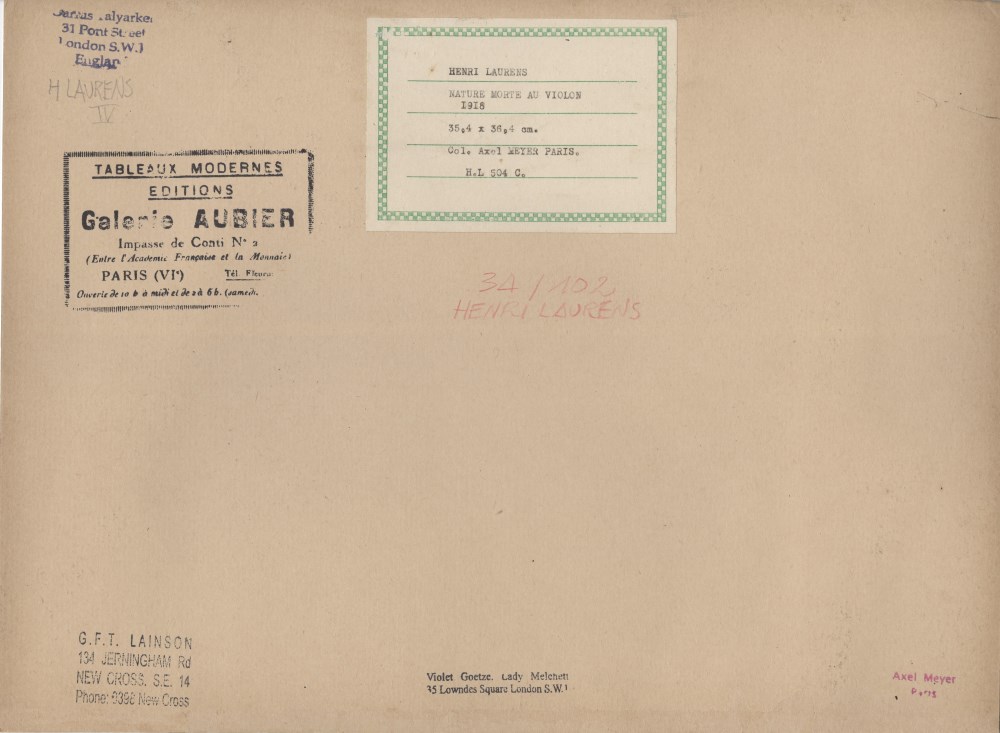 31 Pont Street
London S.W.1
England
H LAURENS
IV
HENRI LAURENS
NATURE MORTE AU VIOLON
1918
35,4 x 36,4 cm.
Col. Axel MEYER PARIS.
H.L 504 C.
TABLEAUX MODERNES
EDITIONS
Galerie AUBIER
Impasse de Conti N° 2
(Entre l'Academie Française et la Monnaie)
PARIS (VIe) Tél.
Ouverte de 10 h à midi et de 2 à 6 h. (samedi.
34/102
HENRI LAURENS
G.F.T. LAINSON
134 JERNINGHAM Rd
NEW CROSS. S.E. 14
Phone: 0396 New Cross
Violet Goetze. Lady Melchett
35 Lowndes Square London S.W.1
Axel Meyer
Paris